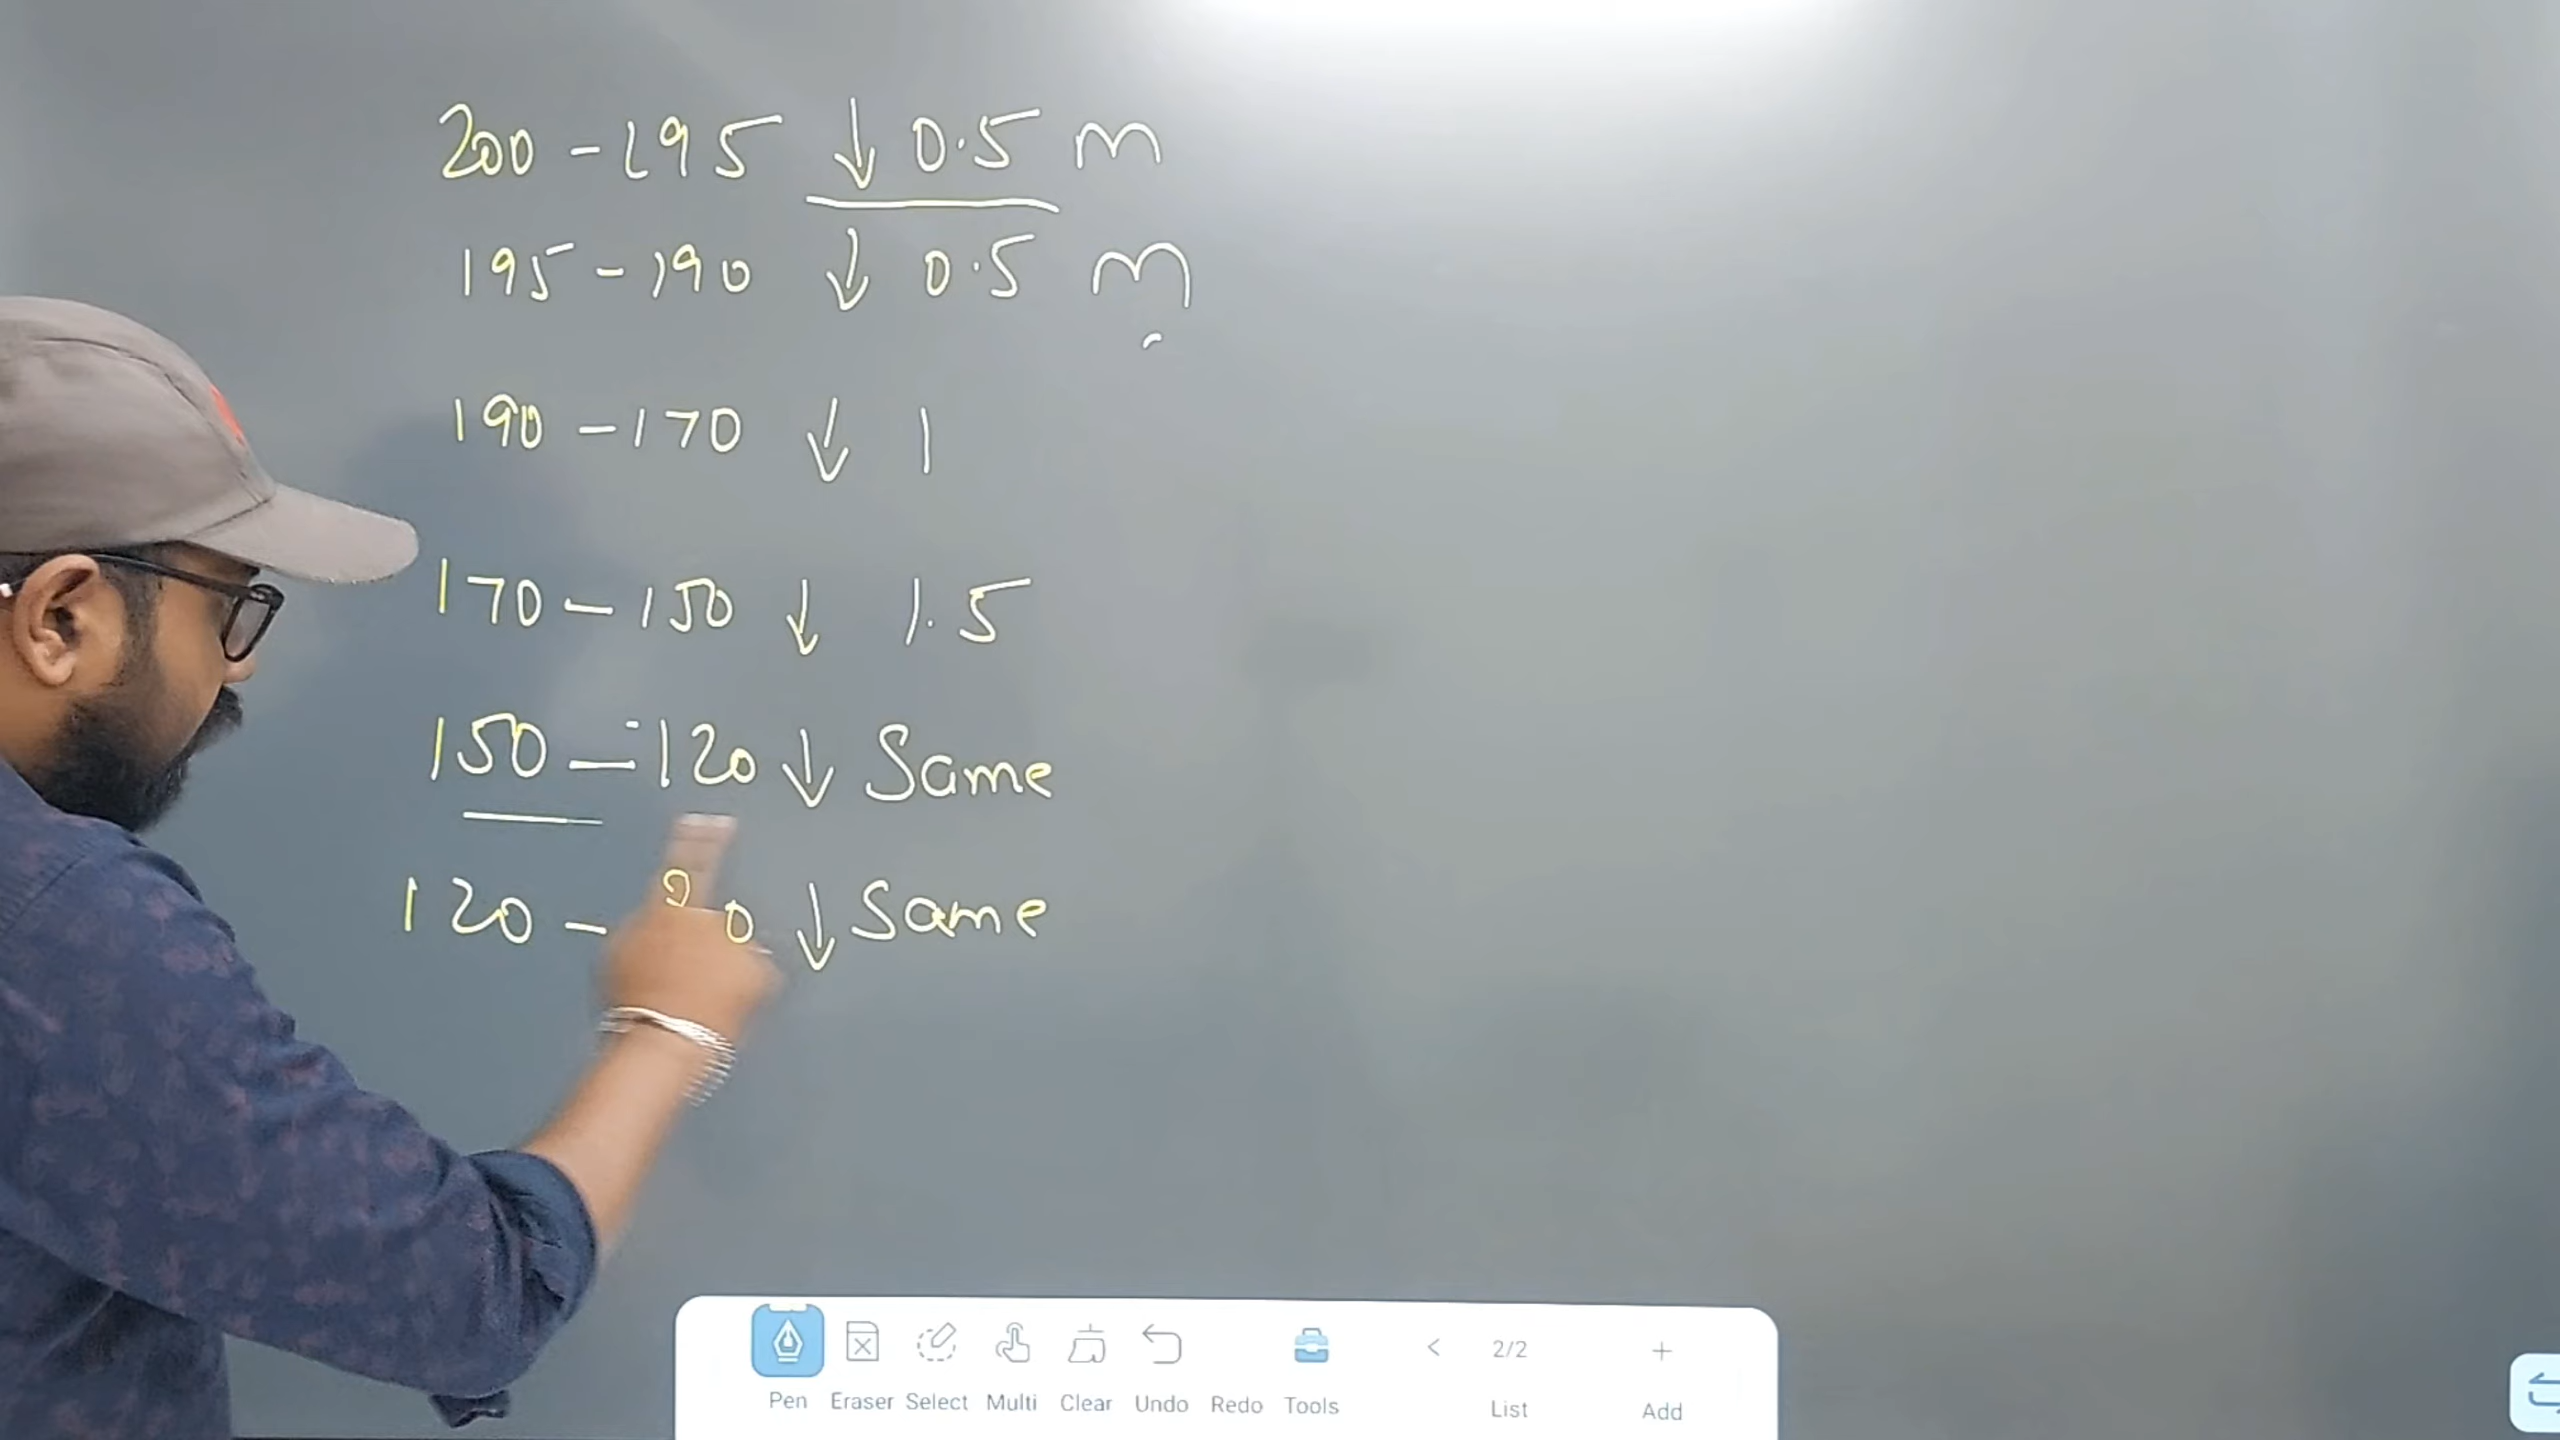 200 - 195 ↓ 0.5 m
195 - 190 ↓ 0.5 m
190 - 170 ↓ 1
170 - 150 ↓ 1.5
150 - 120 ↓ Same
120 - ↓ Same
Pen Eraser Select Multi Clear Undo Redo Tools < 2/2 List + Add